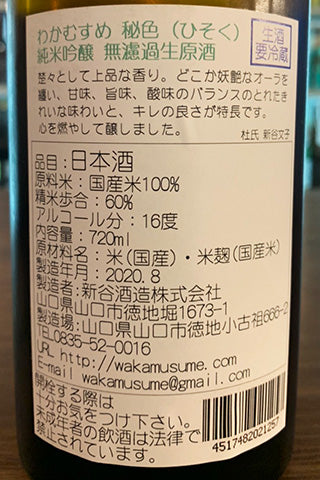 わかむすめ 秘色（ひそく）
純米吟醸 無濾過生原酒
生酒
要冷蔵
楚々として上品な香り。どこか妖艶なオーラを
纏い、甘味、旨味、酸味のバランスのとれたき
れいな味わいと、キレの良さが特長です。
心を燃やして醸しました。
杜氏 新谷文子
品目：日本酒
原料米：国産米100%
精米歩合：60%
アルコール分：16度
内容量：720ml
原材料名：米（国産）・米麹（国産米）
製造年月：2020.8
製造者：新谷酒造株式会社
山口県山口市徳地堀1673-1
製造場：山口県山口市徳地小古祖666-2
TEL0835-52-0016
URL http://wakamusume.com
E-mail wakamusume@gmail.com
開栓する際は
十分お気をつけ下さい。
未成年者の飲酒は法律で
禁止されています。
4517482021257